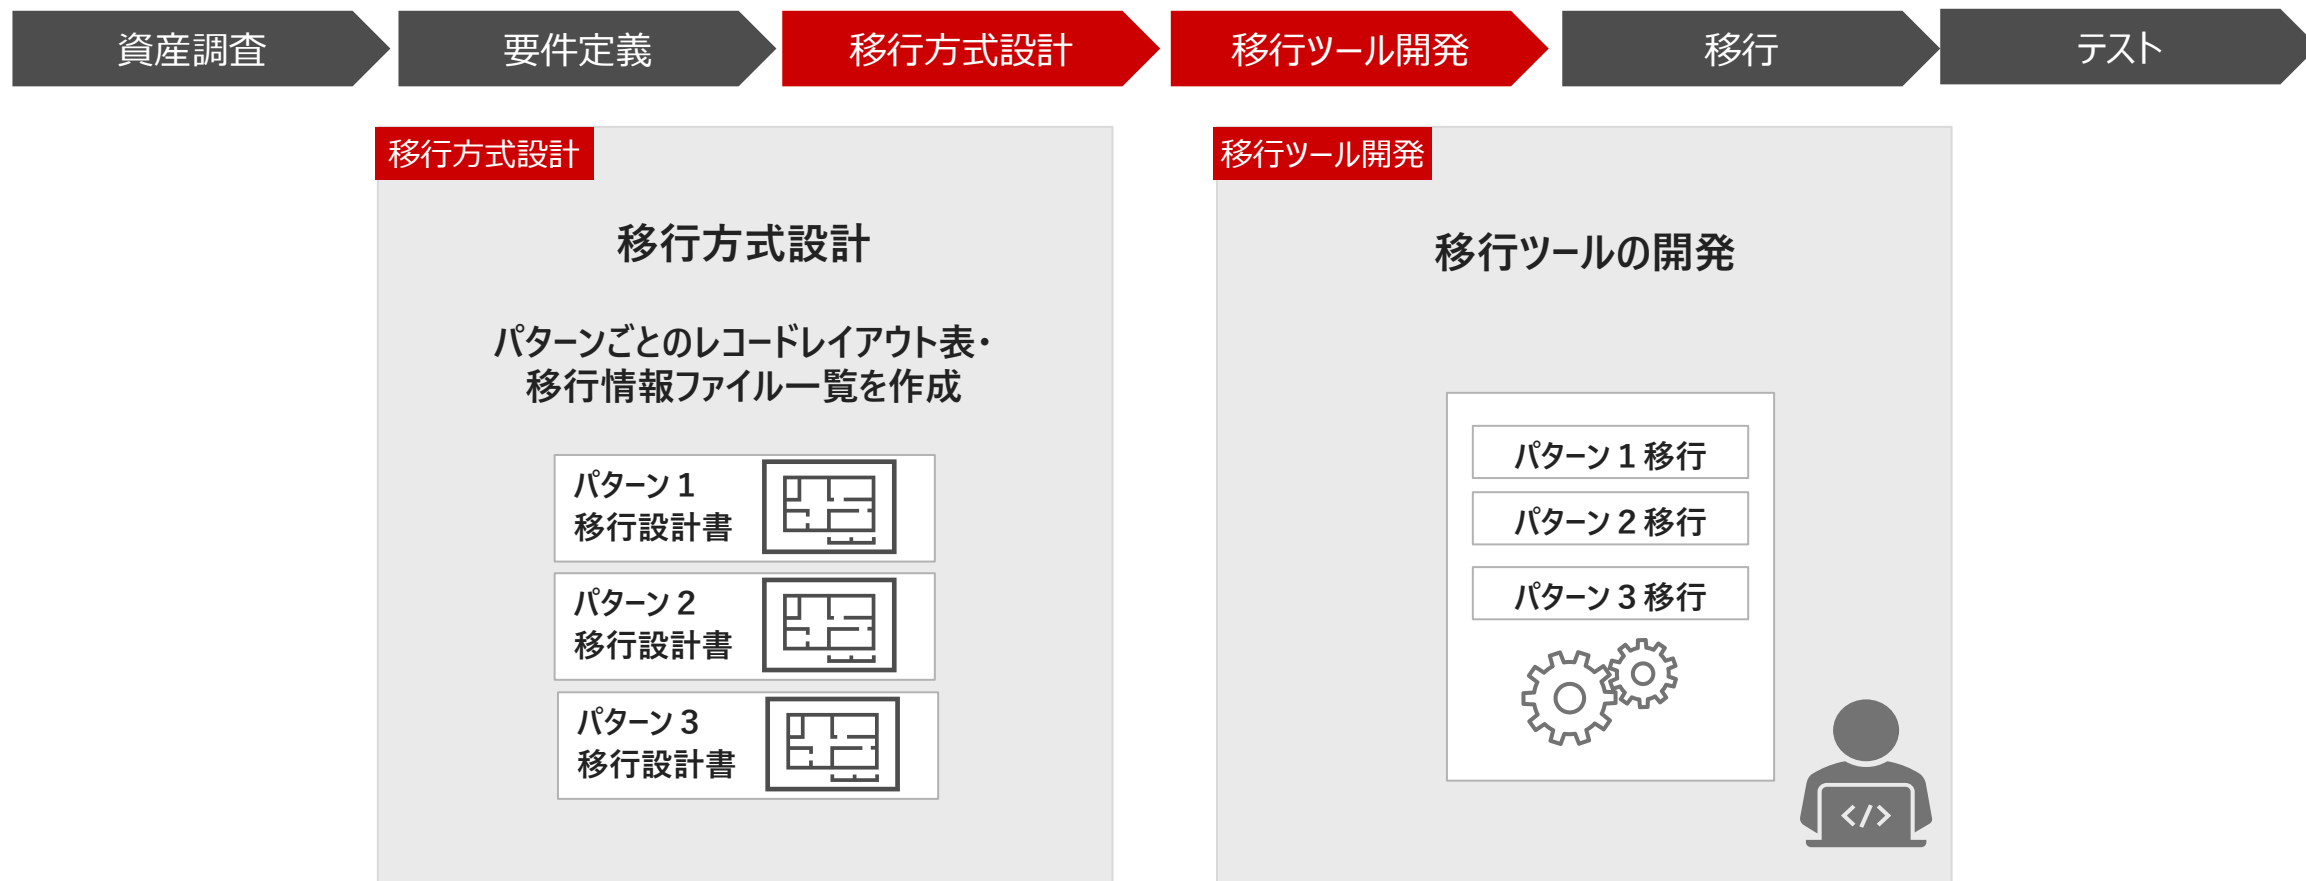 資産調査
要件定義
移行方式設計
移行ツール開発
移行
テスト
移行方式設計
移行方式設計
パターンごとのレコードレイアウト表・
移行情報ファイル一覧を作成
パターン１
移行設計書
パターン２
移行設計書
パターン３
移行設計書
移行ツール開発
移行ツールの開発
パターン１移行
パターン２移行
パターン３移行
</>